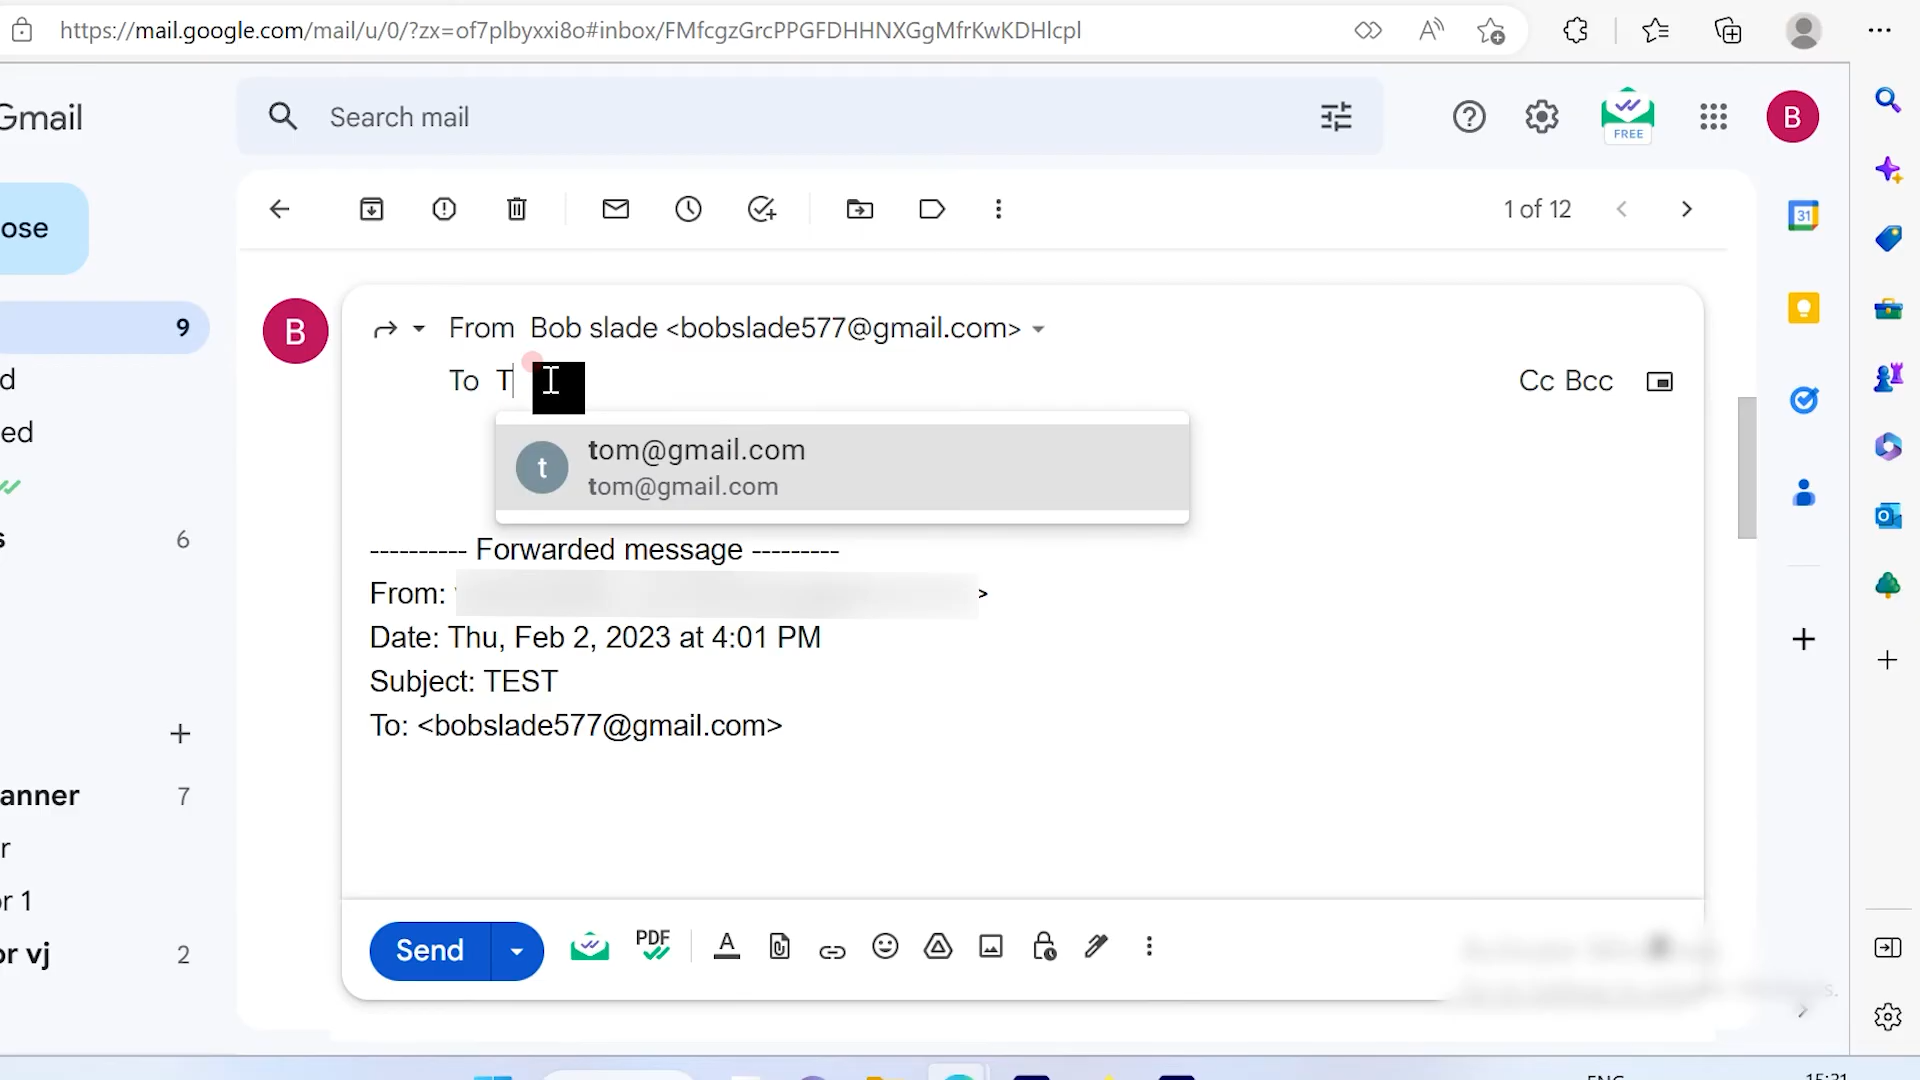 https://mail.google.com/mail/u/0/?zx=of7plbyxxi8o#inbox/FMfcgzGrcPPGFDHHNXGgMfrKwKDHlcpl
Gmail
Search mail
FREE
B
ose
1 of 12
31
9
B
From Bob slade <bobslade577@gmail.com>
To T
Cc Bcc
d
ed
t
tom@gmail.com
tom@gmail.com
s
6
---------- Forwarded message ---------
From:
>
Date: Thu, Feb 2, 2023 at 4:01 PM
Subject: TEST
To: <bobslade577@gmail.com>
anner
7
r
or 1
or vj
2
Send
PDF